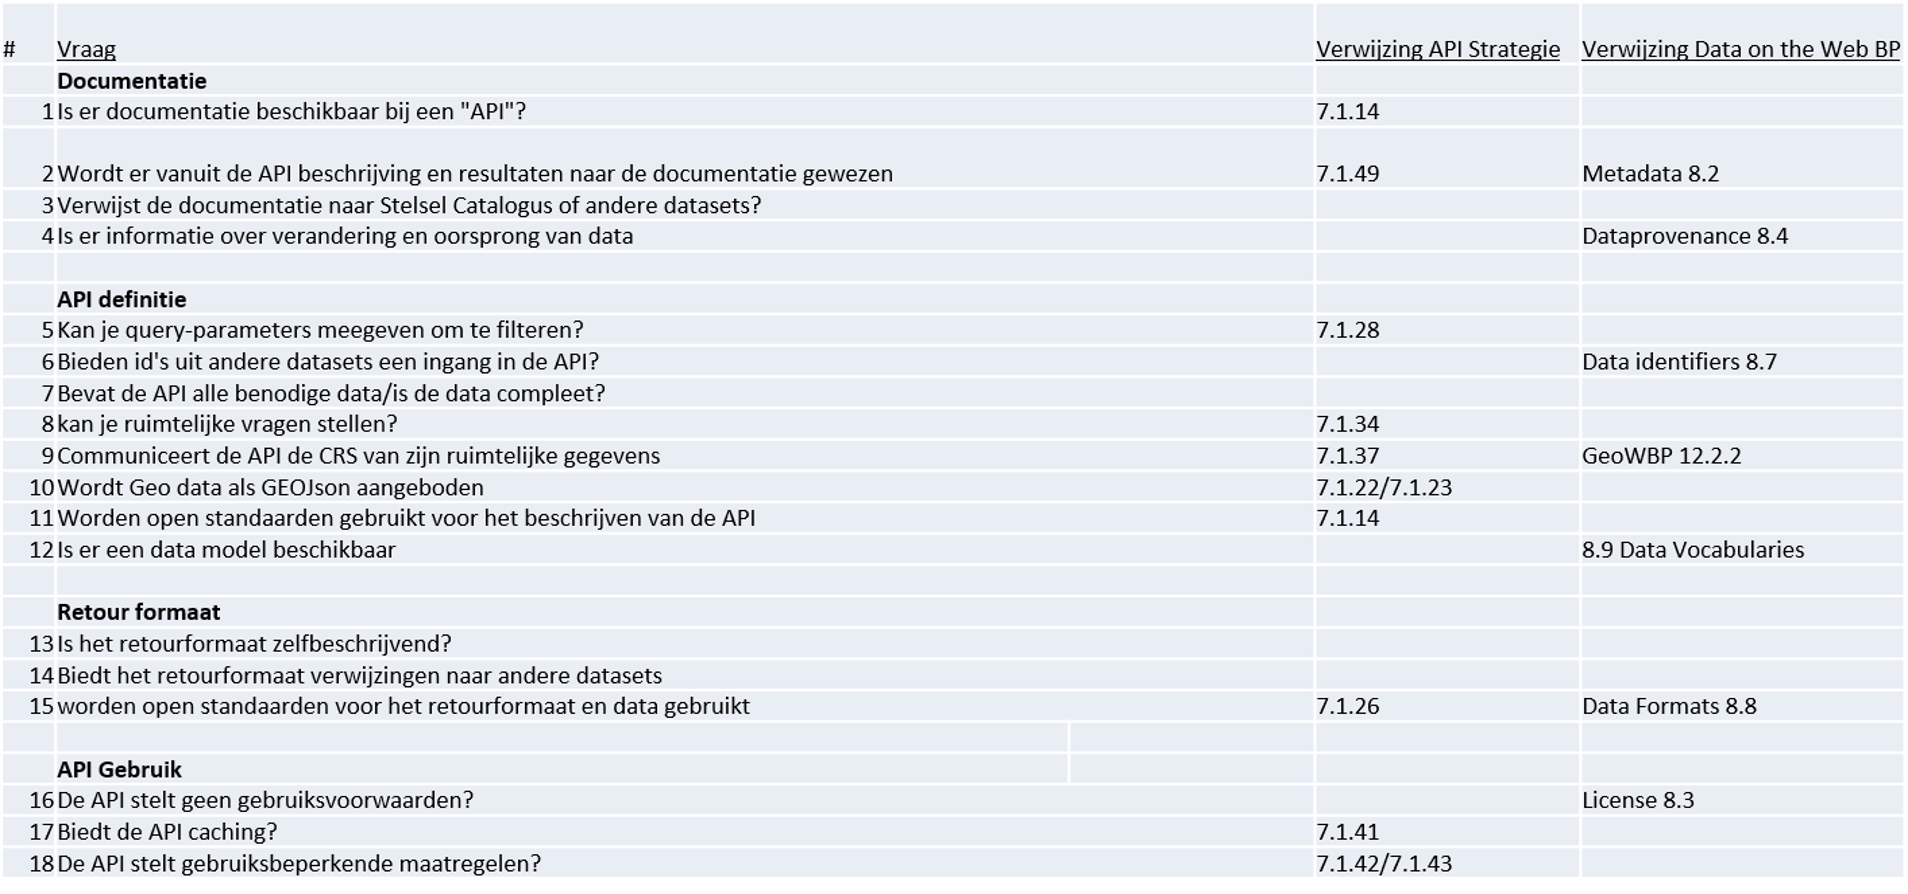 # Vraag Verwijzing API Strategie Verwijzing Data on the Web BP
Documentatie
1 Is er documentatie beschikbaar bij een "API"? 7.1.14
2 Wordt er vanuit de API beschrijving en resultaten naar de documentatie gewezen 7.1.49 Metadata 8.2
3 Verwijst de documentatie naar Stelsel Catalogus of andere datasets?
4 Is er informatie over verandering en oorsprong van data Dataprovenance 8.4
API definitie
5 Kan je query-parameters meegeven om te filteren? 7.1.28
6 Bieden id's uit andere datasets een ingang in de API? Data identifiers 8.7
7 Bevat de API alle benodige data/is de data compleet?
8 kan je ruimtelijke vragen stellen? 7.1.34
9 Communiceert de API de CRS van zijn ruimtelijke gegevens 7.1.37 GeoWBP 12.2.2
10 Wordt Geo data als GEOJson aangeboden 7.1.22/7.1.23
11 Worden open standaarden gebruikt voor het beschrijven van de API 7.1.14
12 Is er een data model beschikbaar 8.9 Data Vocabularies
Retour formaat
13 Is het retourformaat zelfbeschrijvend?
14 Biedt het retourformaat verwijzingen naar andere datasets
15 worden open standaarden voor het retourformaat en data gebruikt 7.1.26 Data Formats 8.8
API Gebruik
16 De API stelt geen gebruiksvoorwaarden? License 8.3
17 Biedt de API caching? 7.1.41
18 De API stelt gebruiksbeperkende maatregelen? 7.1.42/7.1.43